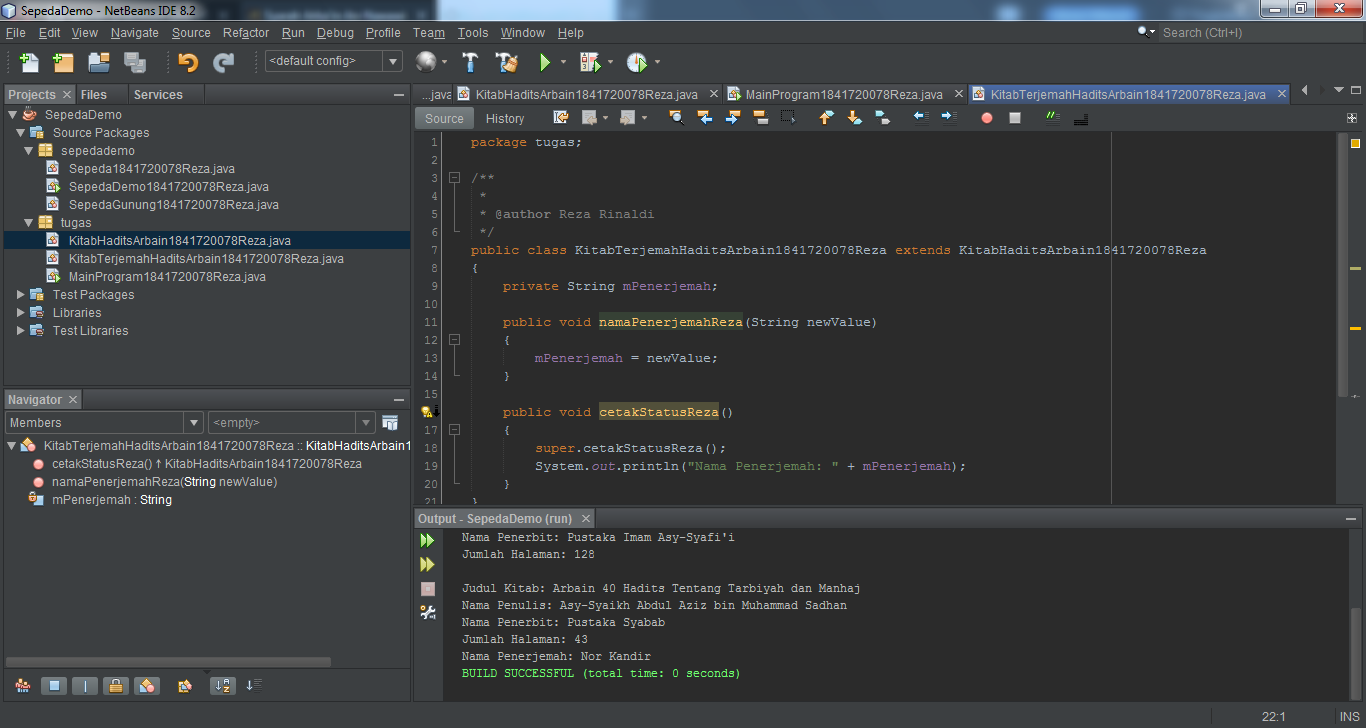 SepedaDemo - NetBeans IDE 8.2
File Edit View Navigate Source Refactor Run Debug Profile Team Tools Window Help
Search (Ctrl+I)
<default config>
Projects Files Services
SepedaDemo
Source Packages
sepedademo
Sepeda1841720078Reza.java
SepedaDemo1841720078Reza.java
SepedaGunung1841720078Reza.java
tugas
KitabHaditsArbain1841720078Reza.java
KitabTerjemahHaditsArbain1841720078Reza.java
MainProgram1841720078Reza.java
Test Packages
Libraries
Test Libraries
Navigator
Members <empty>
KitabTerjemahHaditsArbain1841720078Reza :: KitabHaditsArbain1
cetakStatusReza() ↑ KitabHaditsArbain1841720078Reza
namaPenerjemahReza(String newValue)
mPenerjemah : String
...java KitabHaditsArbain1841720078Reza.java MainProgram1841720078Reza.java KitabTerjemahHaditsArbain1841720078Reza.java
Source History
1 package tugas;
2
3 /**
4 *
5 * @author Reza Rinaldi
6 */
7 public class KitabTerjemahHaditsArbain1841720078Reza extends KitabHaditsArbain1841720078Reza
8 {
9 private String mPenerjemah;
10
11 public void namaPenerjemahReza(String newValue)
12 {
13 mPenerjemah = newValue;
14 }
15
public void cetakStatusReza()
17 {
18 super.cetakStatusReza();
19 System.out.println("Nama Penerjemah: " + mPenerjemah);
20 }
21 }
Output - SepedaDemo (run)
Nama Penerbit: Pustaka Imam Asy-Syafi'i
Jumlah Halaman: 128
Judul Kitab: Arbain 40 Hadits Tentang Tarbiyah dan Manhaj
Nama Penulis: Asy-Syaikh Abdul Aziz bin Muhammad Sadhan
Nama Penerbit: Pustaka Syabab
Jumlah Halaman: 43
Nama Penerjemah: Nor Kandir
BUILD SUCCESSFUL (total time: 0 seconds)
22:1 INS